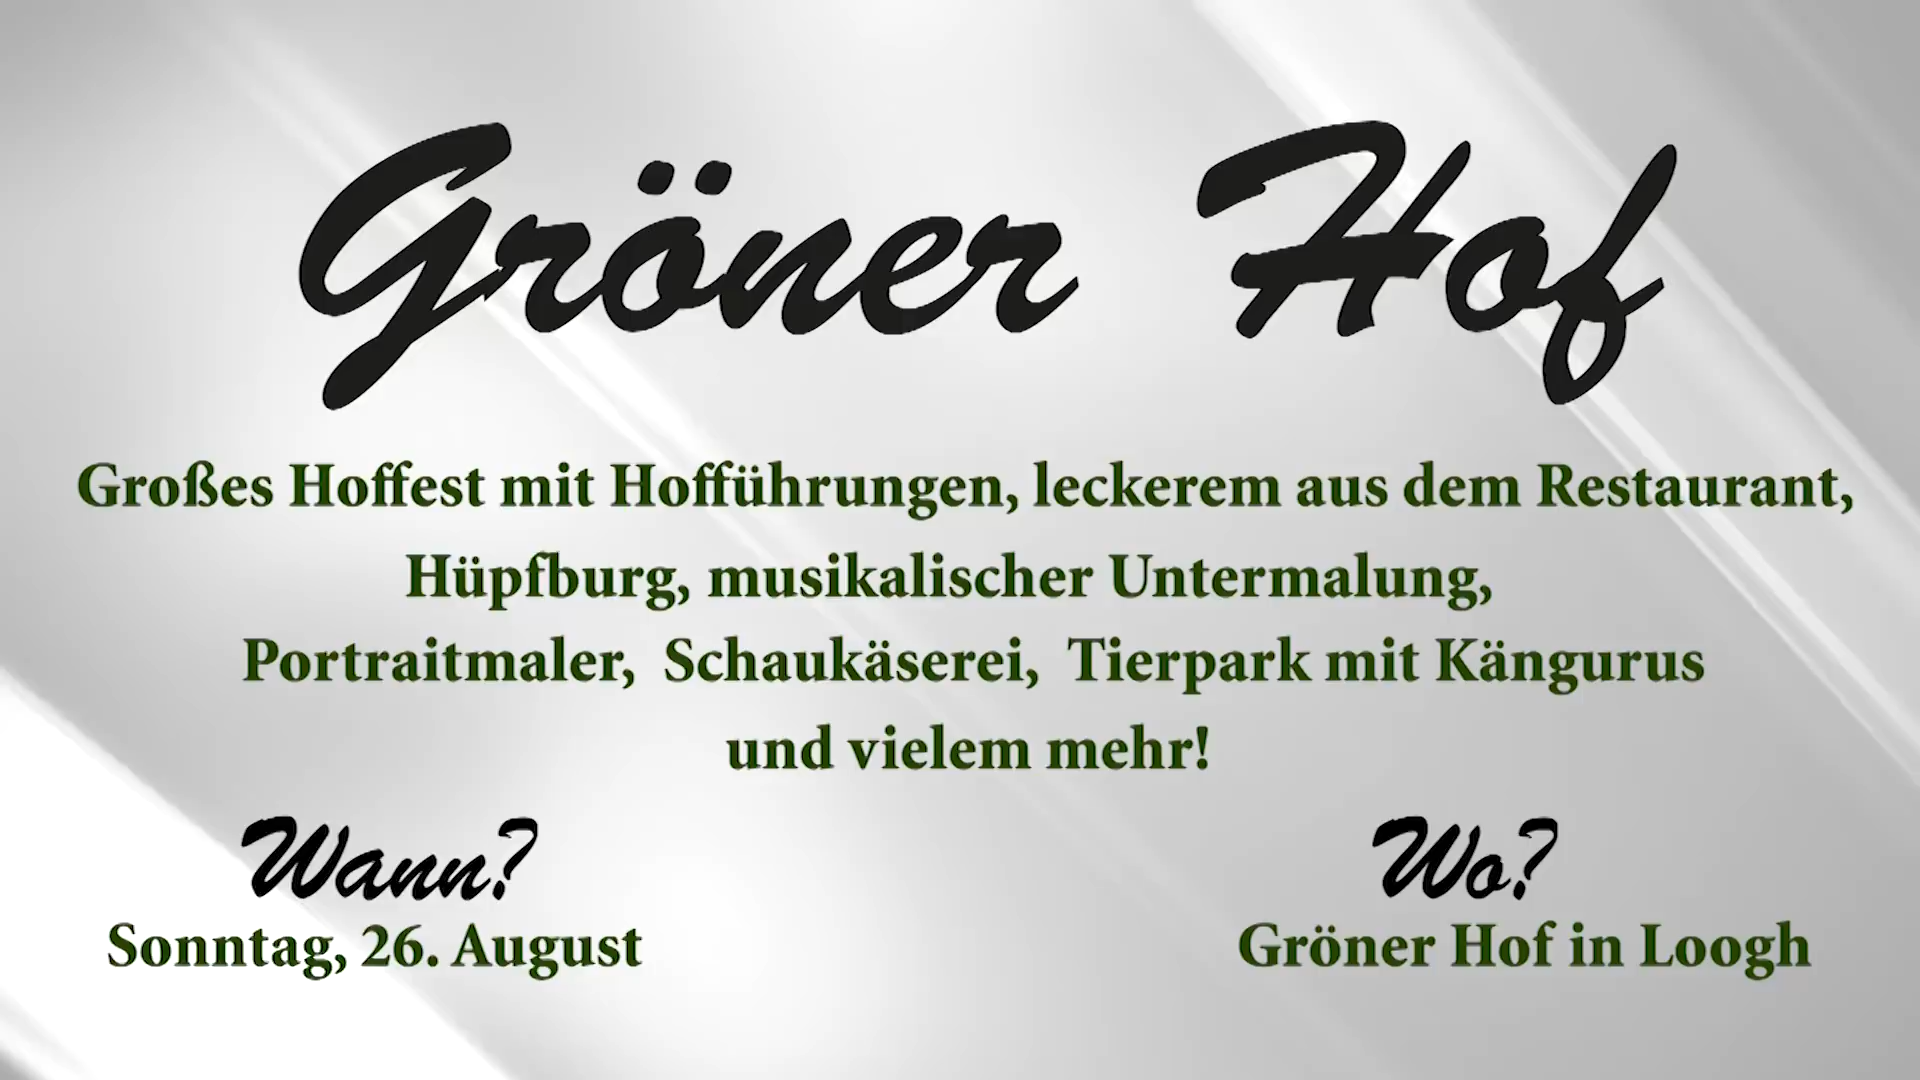 Gröner Hof
Großes Hoffest mit Hofführungen, leckerem aus dem Restaurant,
Hüpfburg, musikalischer Untermalung,
Portraitmaler, Schaukäserei, Tierpark mit Kängurus
und vielem mehr!
Wann?
Sonntag, 26. August
Wo?
Gröner Hof in Loogh